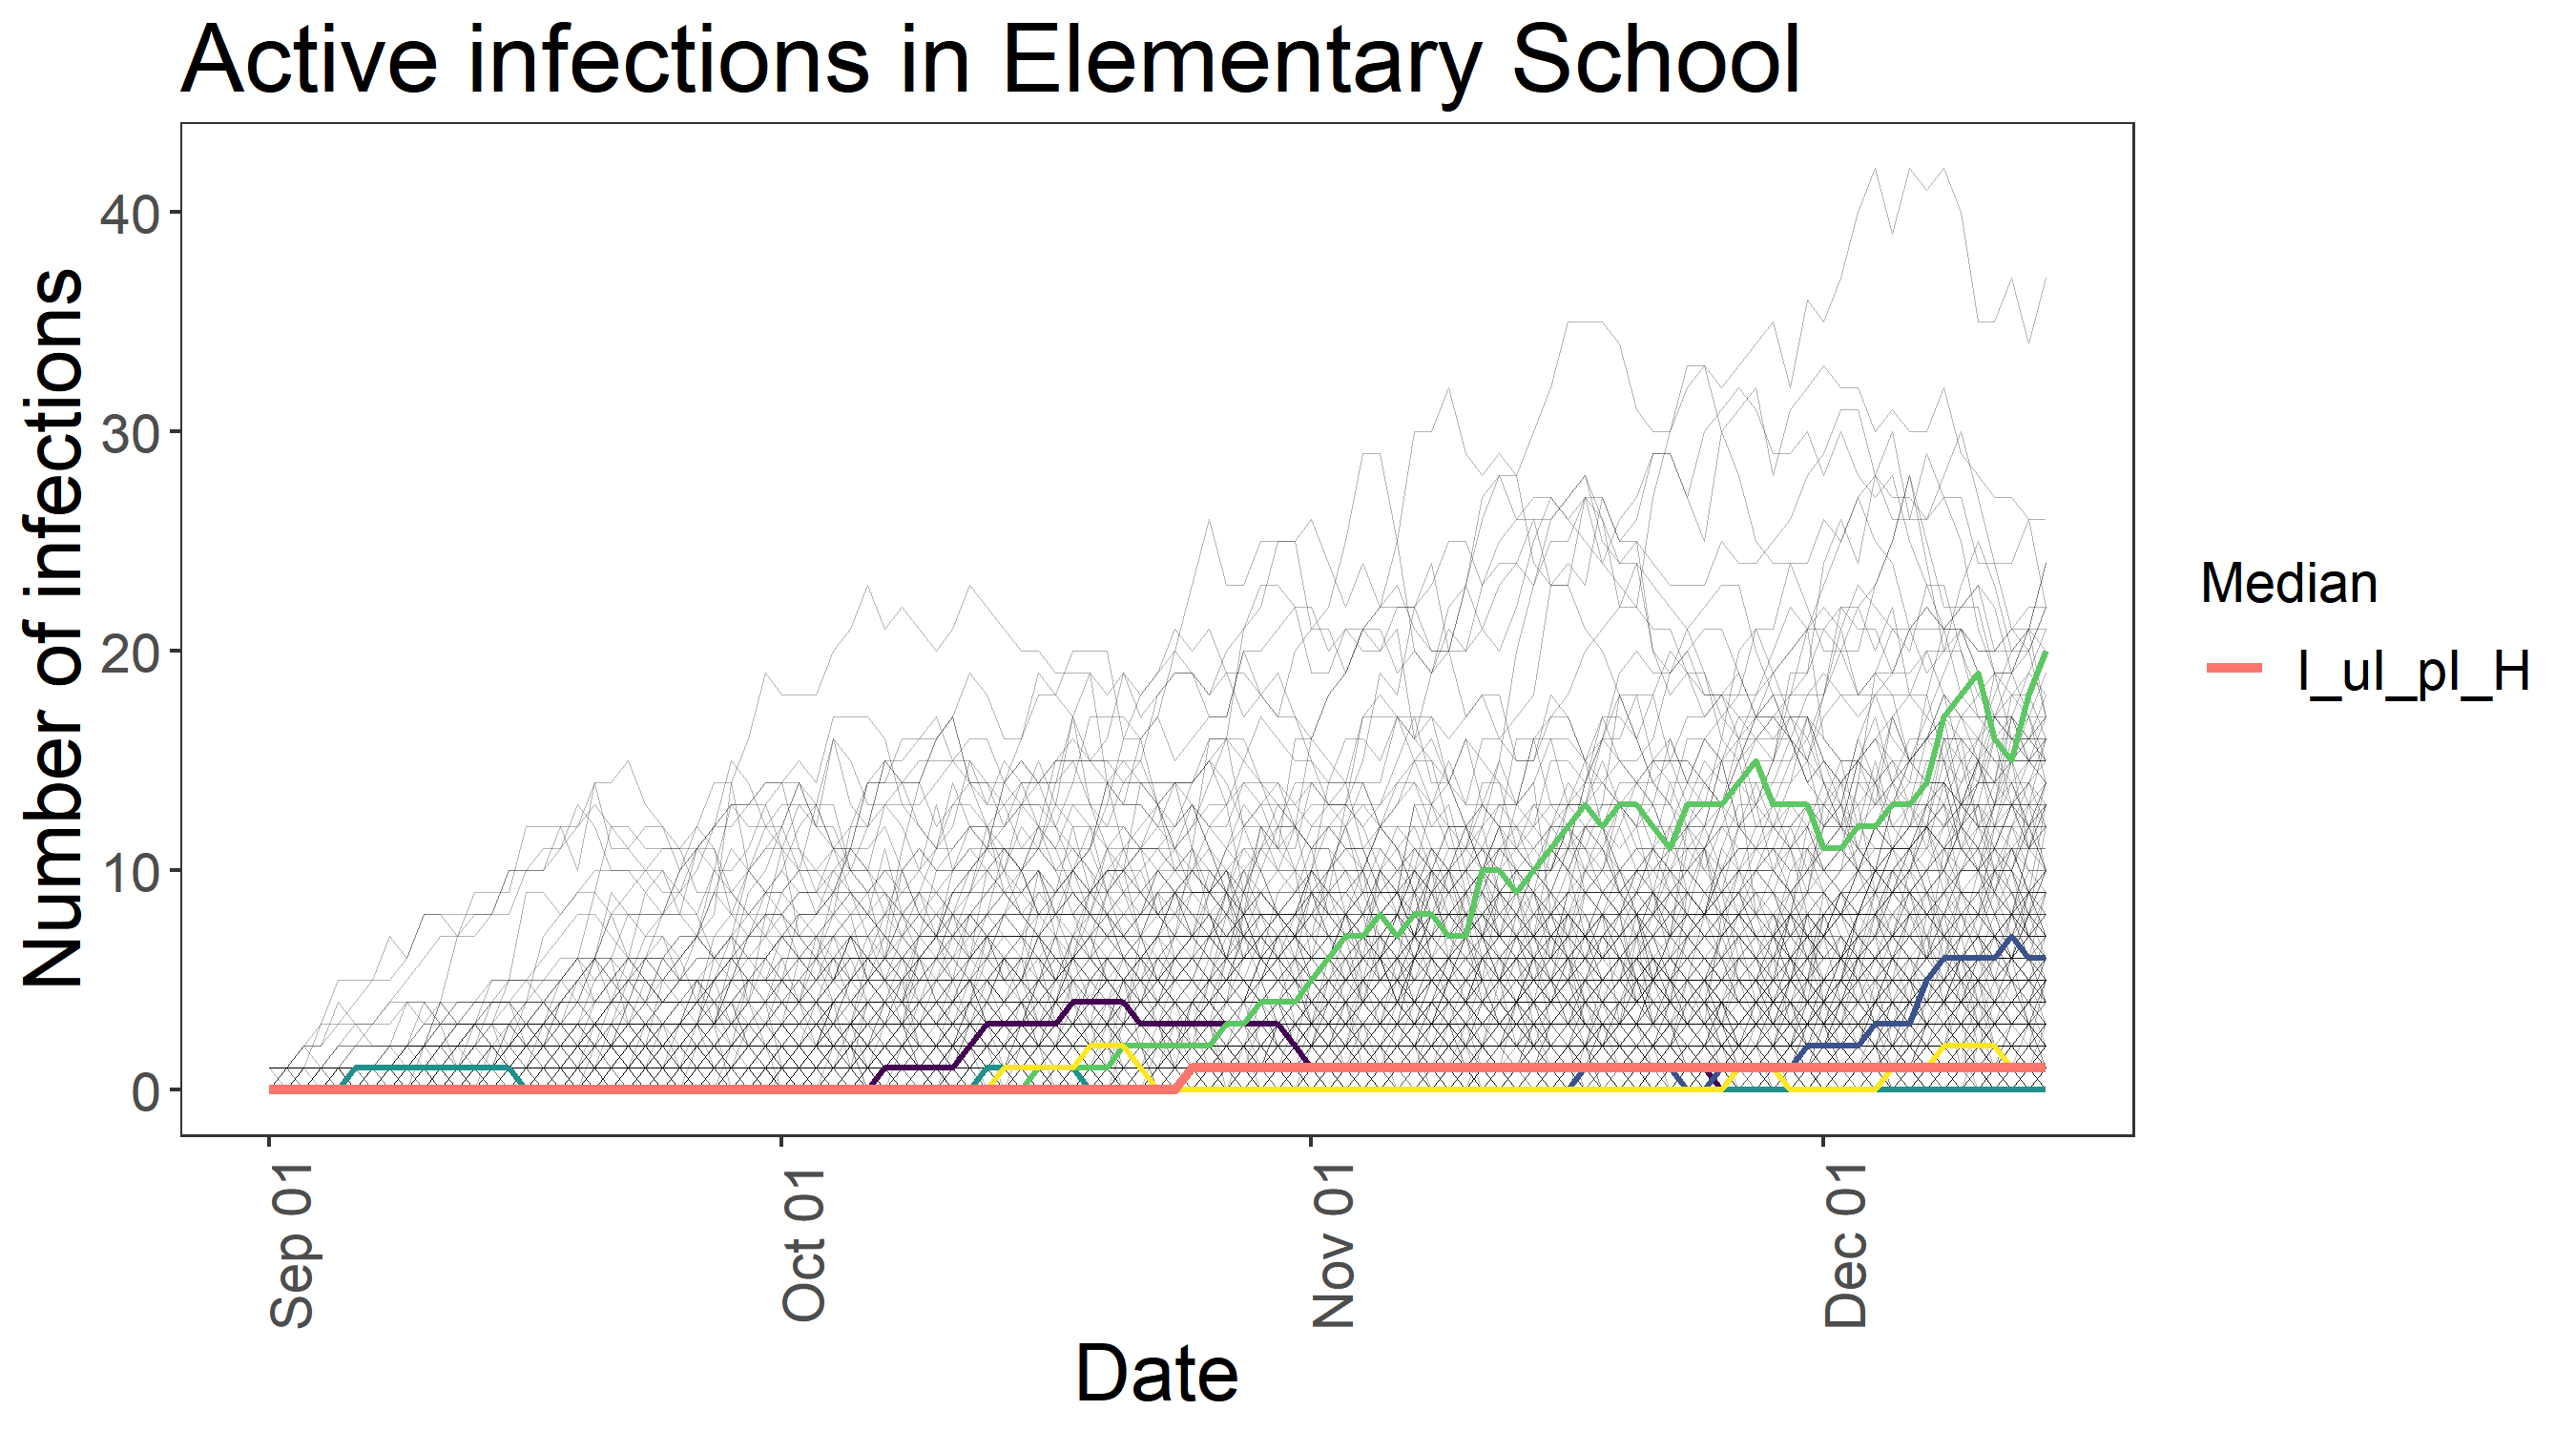 Active infections in Elementary School
Number of infections
40
30
20
10
0
Sep 01
Oct 01
Nov 01
Dec 01
Date
Median
I_uI_pI_H